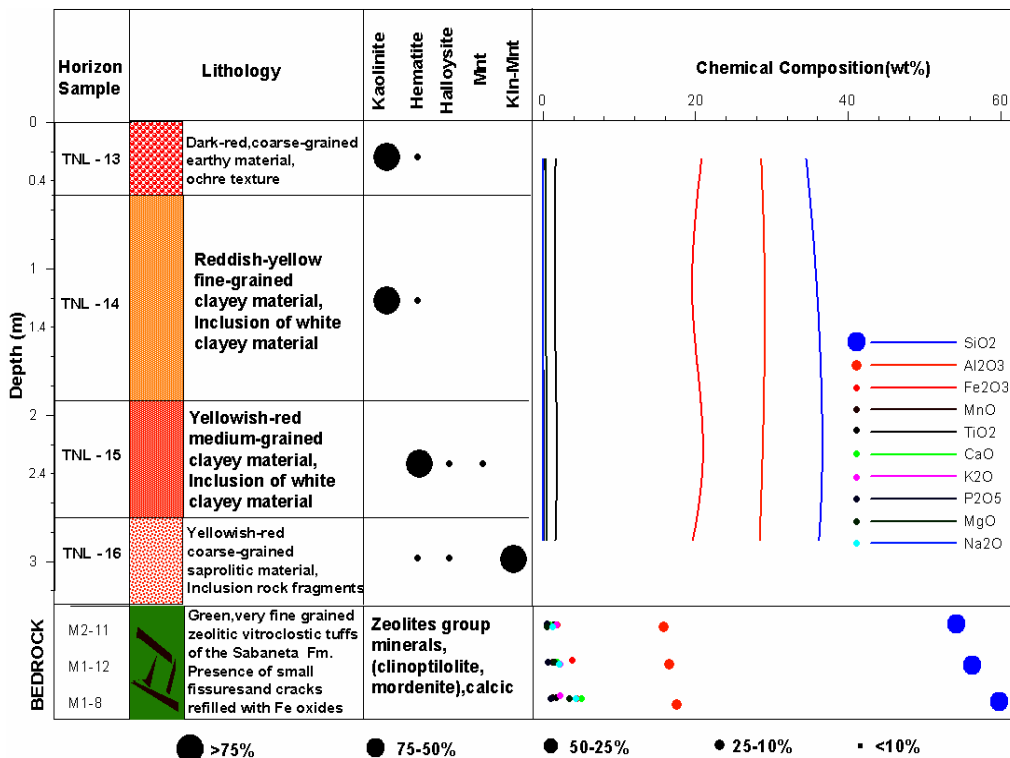 Horizon
Sample
Lithology
Kaolinite
Hematite
Halloysite
Mnt
Kln-Mnt
Chemical Composition(wt%)
0
20
40
60
Depth (m)
0
0.4
1
1.4
2
2.4
3
TNL - 13
Dark-red,coarse-grained
earthy material,
ochre texture
TNL - 14
Reddish-yellow
fine-grained
clayey material,
Inclusion of white
clayey material
TNL - 15
Yellowish-red
medium-grained
clayey material,
Inclusion of white
clayey material
TNL - 16
Yellowish-red
coarse-grained
saprolitic material,
Inclusion rock fragments
SiO2
Al2O3
Fe2O3
MnO
TiO2
CaO
K2O
P2O5
MgO
Na2O
BEDROCK
M2-11
M1-12
M1-8
Green,very fine grained
zeolitic vitroclostic tuffs
of the Sabaneta Fm.
Presence of small
fissuresand cracks
refilled with Fe oxides
Zeolites group
minerals,
(clinoptilolite,
mordenite),calcic
>75%
75-50%
50-25%
25-10%
<10%